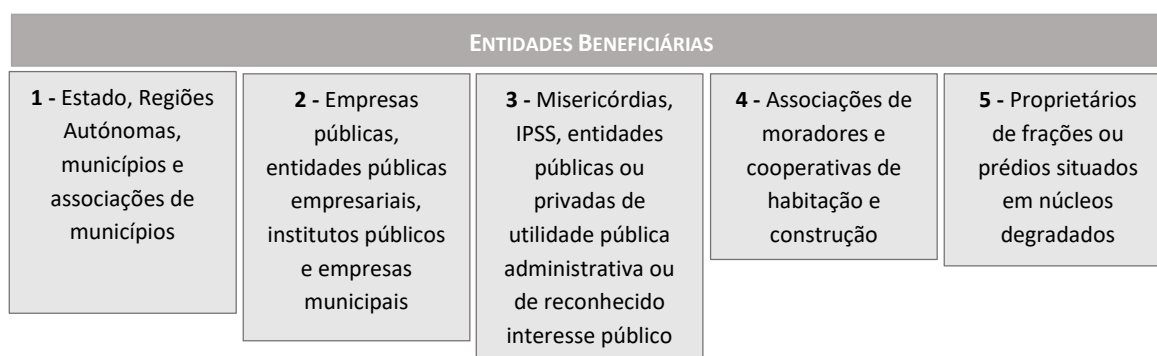 ENTIDADES BENEFICIÁRIAS
1 - Estado, Regiões
Autónomas,
municípios e
associações de
municípios
2 - Empresas
públicas,
entidades públicas
empresariais,
institutos públicos
e empresas
municipais
3 - Misericórdias,
IPSS, entidades
públicas ou
privadas de
utilidade pública
administrativa ou
de reconhecido
interesse público
4 - Associações de
moradores e
cooperativas de
habitação e
construção
5 - Proprietários
de frações ou
prédios situados
em núcleos
degradados